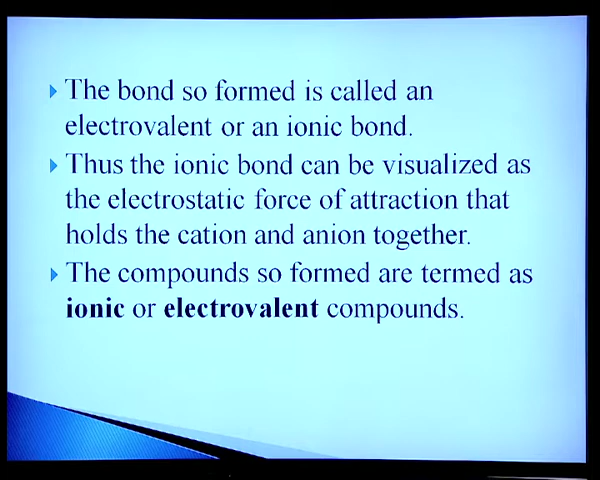 The bond so formed is called an
electrovalent or an ionic bond.
Thus the ionic bond can be visualized as
the electrostatic force of attraction that
holds the cation and anion together.
The compounds so formed are termed as
ionic or electrovalent compounds.